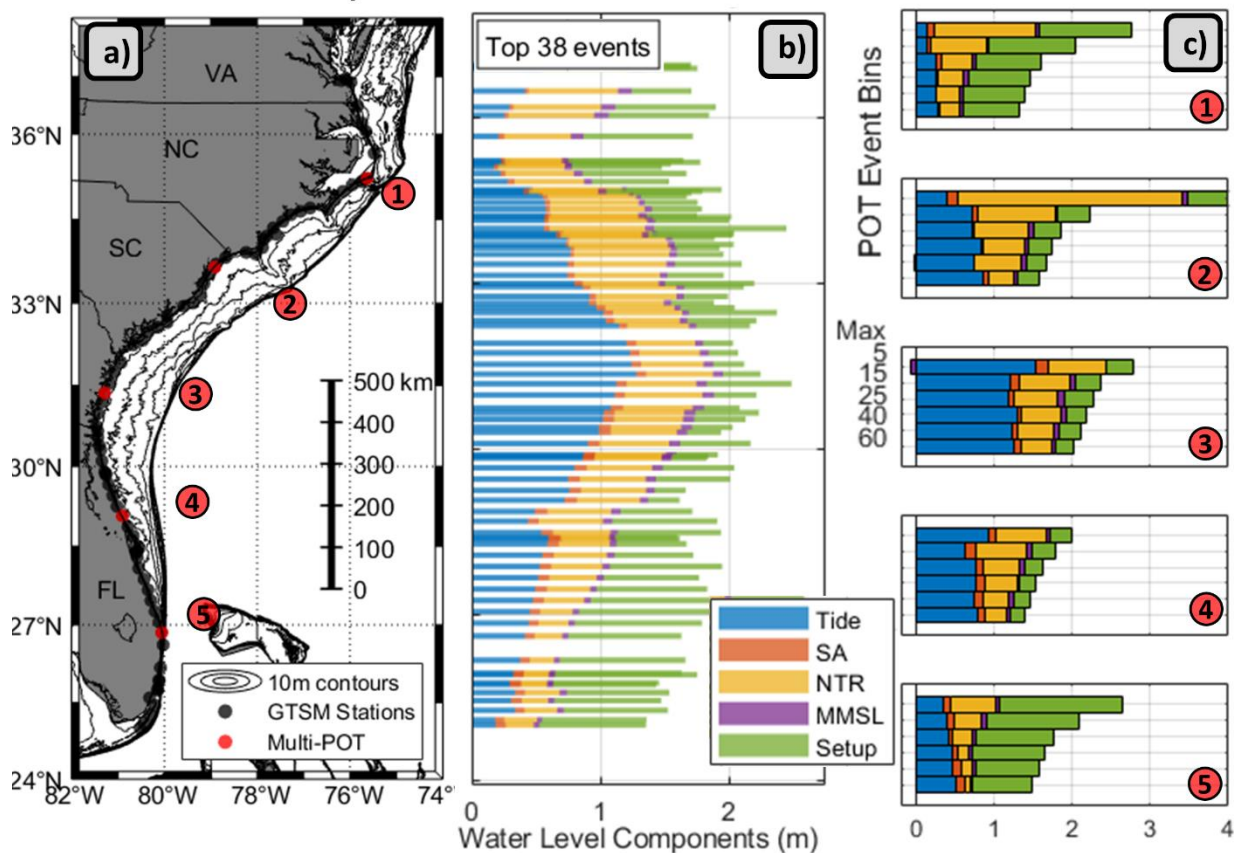 a)
VA
NC
SC
FL
36°N
33°N
30°N
27°N
24°N
82°W
80°W
78°W
76°W
74°
1
2
3
4
5
500 km
400
300
200
100
0
10m contours
GTSM Stations
Multi-POT
b)
Top 38 events
Tide
SA
NTR
MMSL
Setup
0
1
2
Water Level Components (m)
c)
POT Event Bins
Max
5
15
25
40
60
1
2
3
4
5
0
1
2
3
4